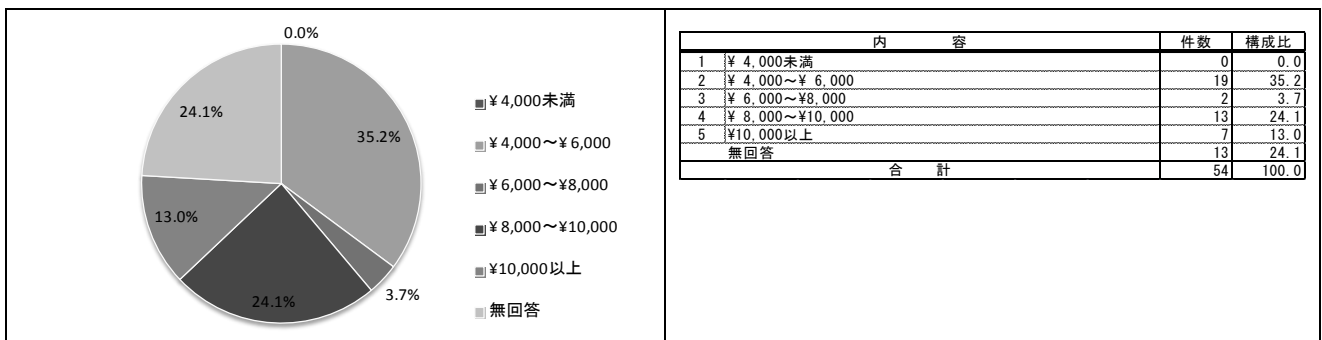 0.0%
35.2%
3.7%
24.1%
13.0%
24.1%
¥4,000未満
¥4,000～¥6,000
¥6,000～¥8,000
¥8,000～¥10,000
¥10,000以上
無回答
内 容 件数 構成比
1 ¥ 4,000未満 0 0.0
2 ¥ 4,000～¥ 6,000 19 35.2
3 ¥ 6,000～¥8,000 2 3.7
4 ¥ 8,000～¥10,000 13 24.1
5 ¥10,000以上 7 13.0
無回答 13 24.1
合 計 54 100.0